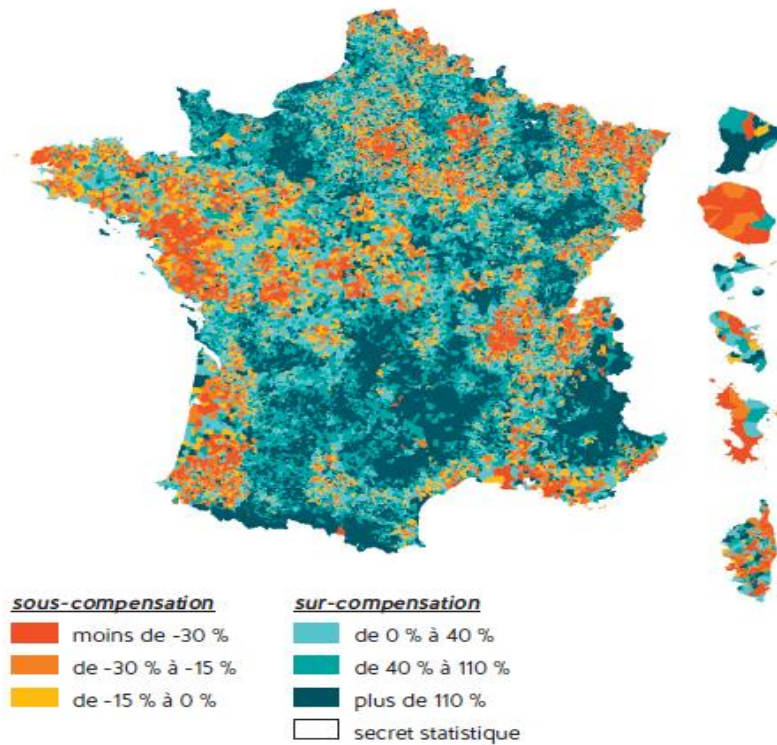 sous-compensation
moins de -30 %
de -30 % à -15 %
de -15 % à 0 %
sur-compensation
de 0 % à 40 %
de 40 % à 110 %
plus de 110 %
secret statistique